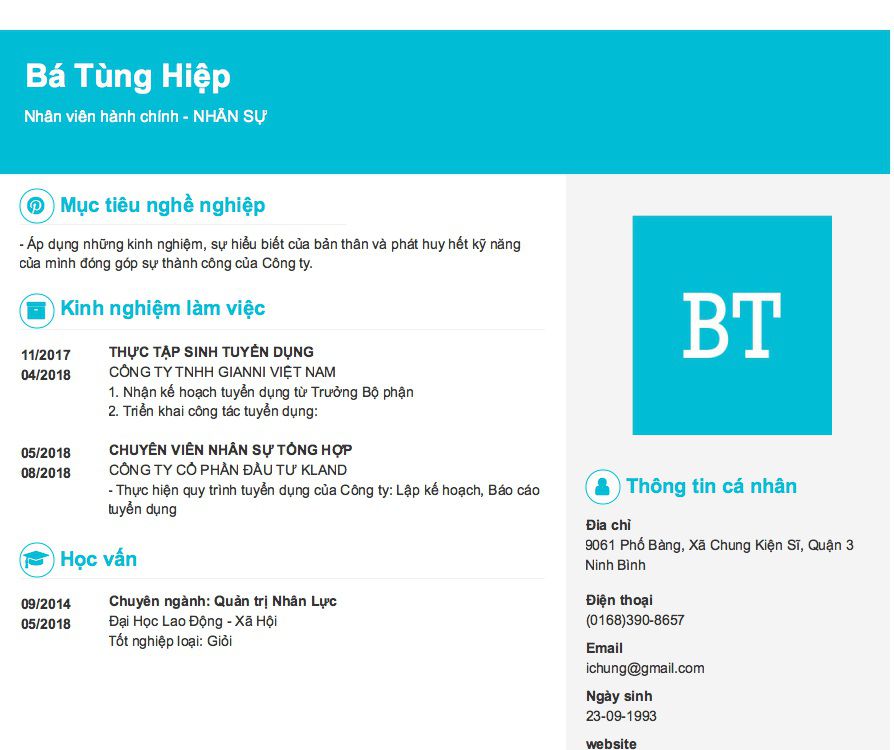 Bá Tùng Hiệp
Nhân viên hành chính - NHÂN SỰ
Mục tiêu nghề nghiệp
- Áp dụng những kinh nghiệm, sự hiểu biết của bản thân và phát huy hết kỹ năng
của mình đóng góp sự thành công của Công ty.
Kinh nghiệm làm việc
11/2017
04/2018
THỰC TẬP SINH TUYỂN DỤNG
CÔNG TY TNHH GIANNI VIỆT NAM
1. Nhận kế hoạch tuyển dụng từ Trưởng Bộ phận
2. Triển khai công tác tuyển dụng:
05/2018
08/2018
CHUYÊN VIÊN NHÂN SỰ TỔNG HỢP
CÔNG TY CỔ PHẦN ĐẦU TƯ KLAND
- Thực hiện quy trình tuyển dụng của Công ty: Lập kế hoạch, Báo cáo
tuyển dụng
Học vấn
09/2014
05/2018
Chuyên ngành: Quản trị Nhân Lực
Đại Học Lao Động - Xã Hội
Tốt nghiệp loại: Giỏi
BT
Thông tin cá nhân
Địa chỉ
9061 Phố Bàng, Xã Chung Kiện Sĩ, Quận 3
Ninh Bình
Điện thoại
(0168)390-8657
Email
ichung@gmail.com
Ngày sinh
23-09-1993
website